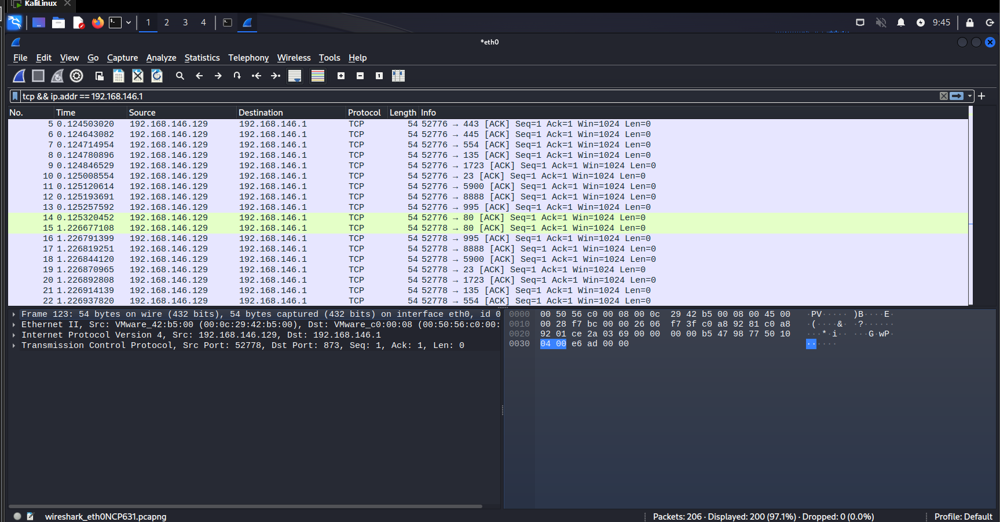 KaliLinux
1 2 3 4 9:45
*eth0
File Edit View Go Capture Analyze Statistics Telephony Wireless Tools Help
tcp && ip.addr == 192.168.146.1
No. Time Source Destination Protocol Length Info
5 0.124503020 192.168.146.129 192.168.146.1 TCP 54 52776 → 443 [ACK] Seq=1 Ack=1 Win=1024 Len=0
6 0.124643082 192.168.146.129 192.168.146.1 TCP 54 52776 → 445 [ACK] Seq=1 Ack=1 Win=1024 Len=0
7 0.124714954 192.168.146.129 192.168.146.1 TCP 54 52776 → 554 [ACK] Seq=1 Ack=1 Win=1024 Len=0
8 0.124780896 192.168.146.129 192.168.146.1 TCP 54 52776 → 135 [ACK] Seq=1 Ack=1 Win=1024 Len=0
9 0.124846529 192.168.146.129 192.168.146.1 TCP 54 52776 → 1723 [ACK] Seq=1 Ack=1 Win=1024 Len=0
10 0.125008554 192.168.146.129 192.168.146.1 TCP 54 52776 → 23 [ACK] Seq=1 Ack=1 Win=1024 Len=0
11 0.125120614 192.168.146.129 192.168.146.1 TCP 54 52776 → 5900 [ACK] Seq=1 Ack=1 Win=1024 Len=0
12 0.125193691 192.168.146.129 192.168.146.1 TCP 54 52776 → 8888 [ACK] Seq=1 Ack=1 Win=1024 Len=0
13 0.125257592 192.168.146.129 192.168.146.1 TCP 54 52776 → 995 [ACK] Seq=1 Ack=1 Win=1024 Len=0
14 0.125320452 192.168.146.129 192.168.146.1 TCP 54 52776 → 80 [ACK] Seq=1 Ack=1 Win=1024 Len=0
15 1.226677108 192.168.146.129 192.168.146.1 TCP 54 52778 → 80 [ACK] Seq=1 Ack=1 Win=1024 Len=0
16 1.226791399 192.168.146.129 192.168.146.1 TCP 54 52778 → 995 [ACK] Seq=1 Ack=1 Win=1024 Len=0
17 1.226819251 192.168.146.129 192.168.146.1 TCP 54 52778 → 8888 [ACK] Seq=1 Ack=1 Win=1024 Len=0
18 1.226844120 192.168.146.129 192.168.146.1 TCP 54 52778 → 5900 [ACK] Seq=1 Ack=1 Win=1024 Len=0
19 1.226870965 192.168.146.129 192.168.146.1 TCP 54 52778 → 23 [ACK] Seq=1 Ack=1 Win=1024 Len=0
20 1.226892808 192.168.146.129 192.168.146.1 TCP 54 52778 → 1723 [ACK] Seq=1 Ack=1 Win=1024 Len=0
21 1.226914139 192.168.146.129 192.168.146.1 TCP 54 52778 → 135 [ACK] Seq=1 Ack=1 Win=1024 Len=0
22 1.226937820 192.168.146.129 192.168.146.1 TCP 54 52778 → 554 [ACK] Seq=1 Ack=1 Win=1024 Len=0
Frame 123: 54 bytes on wire (432 bits), 54 bytes captured (432 bits) on interface eth0, id 0
Ethernet II, Src: VMware_42:b5:00 (00:0c:29:42:b5:00), Dst: VMware_c0:00:08 (00:50:56:c0:00:
Internet Protocol Version 4, Src: 192.168.146.129, Dst: 192.168.146.1
Transmission Control Protocol, Src Port: 52778, Dst Port: 873, Seq: 1, Ack: 1, Len: 0
0000 00 50 56 c0 00 08 00 0c 29 42 b5 00 08 00 45 00 ·PV·····)B····E·
0010 00 28 f7 bc 00 00 26 06 f7 3f c0 a8 92 81 c0 a8 ·(····&··?······
0020 92 01 ce 2a 03 69 00 00 00 00 b5 47 98 77 50 10 ···*·i·····G·wP·
0030 04 00 e6 ad 00 00 ······
wireshark_eth0NCP631.pcapng
Packets: 206 · Displayed: 200 (97.1%) · Dropped: 0 (0.0%)
Profile: Default